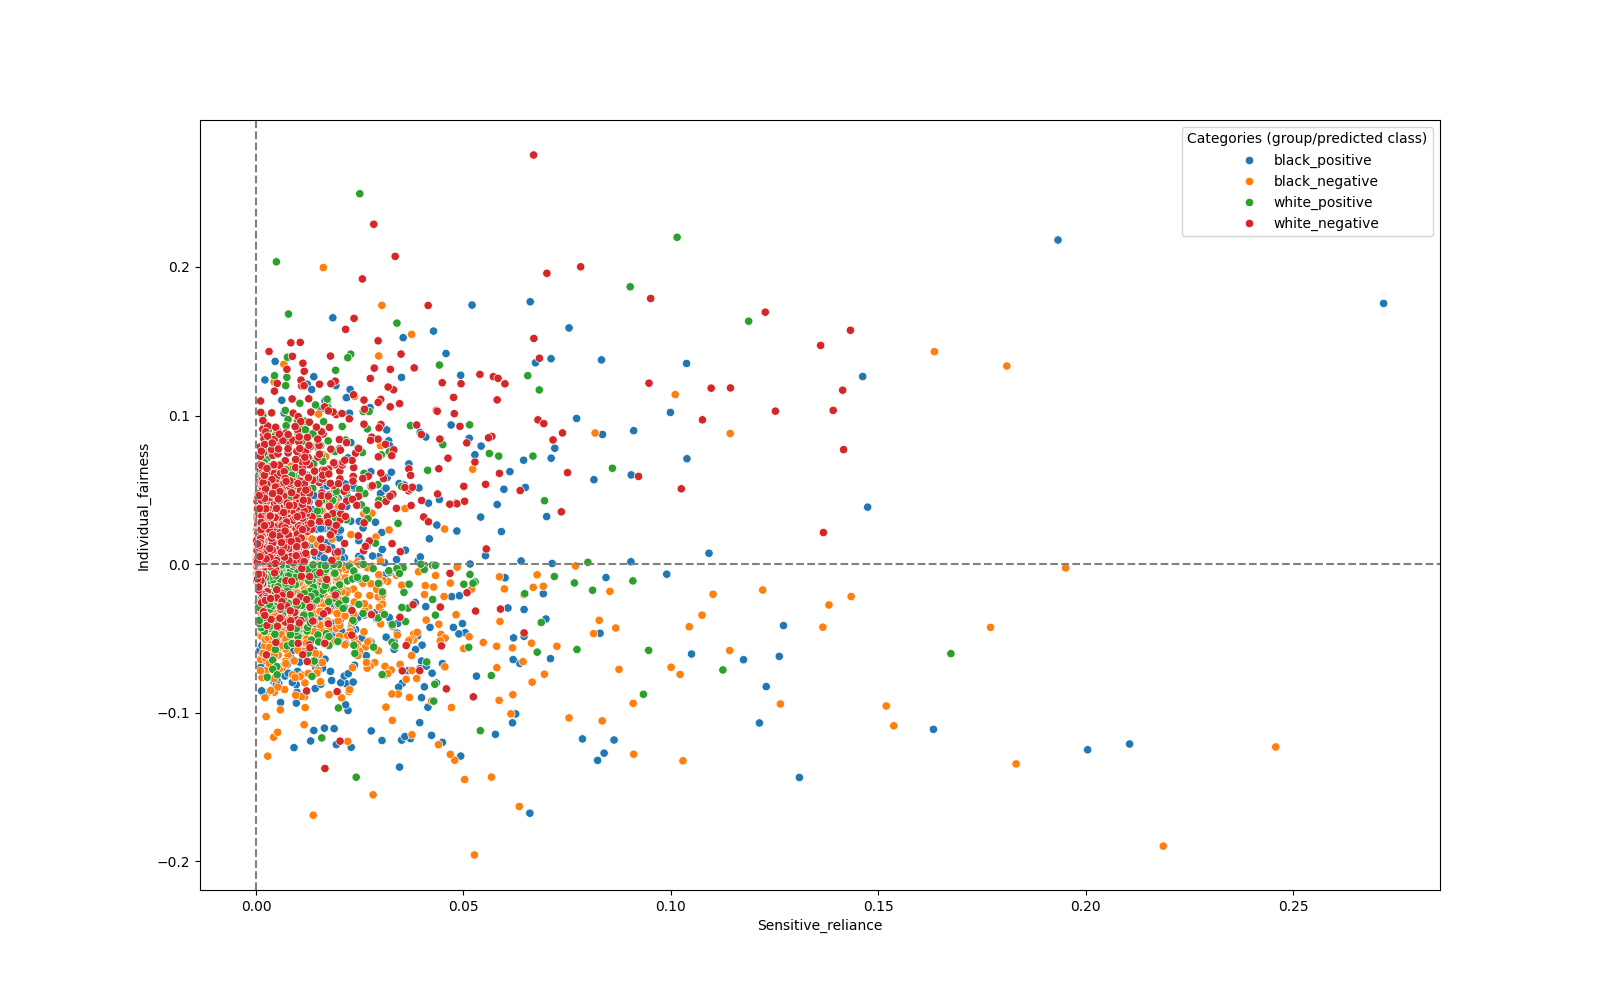 Categories (group/predicted class)
black_positive
black_negative
white_positive
white_negative
Individual_fairness
0.2
0.1
0.0
−0.1
−0.2
0.00 0.05 0.10 0.15 0.20 0.25
Sensitive_reliance